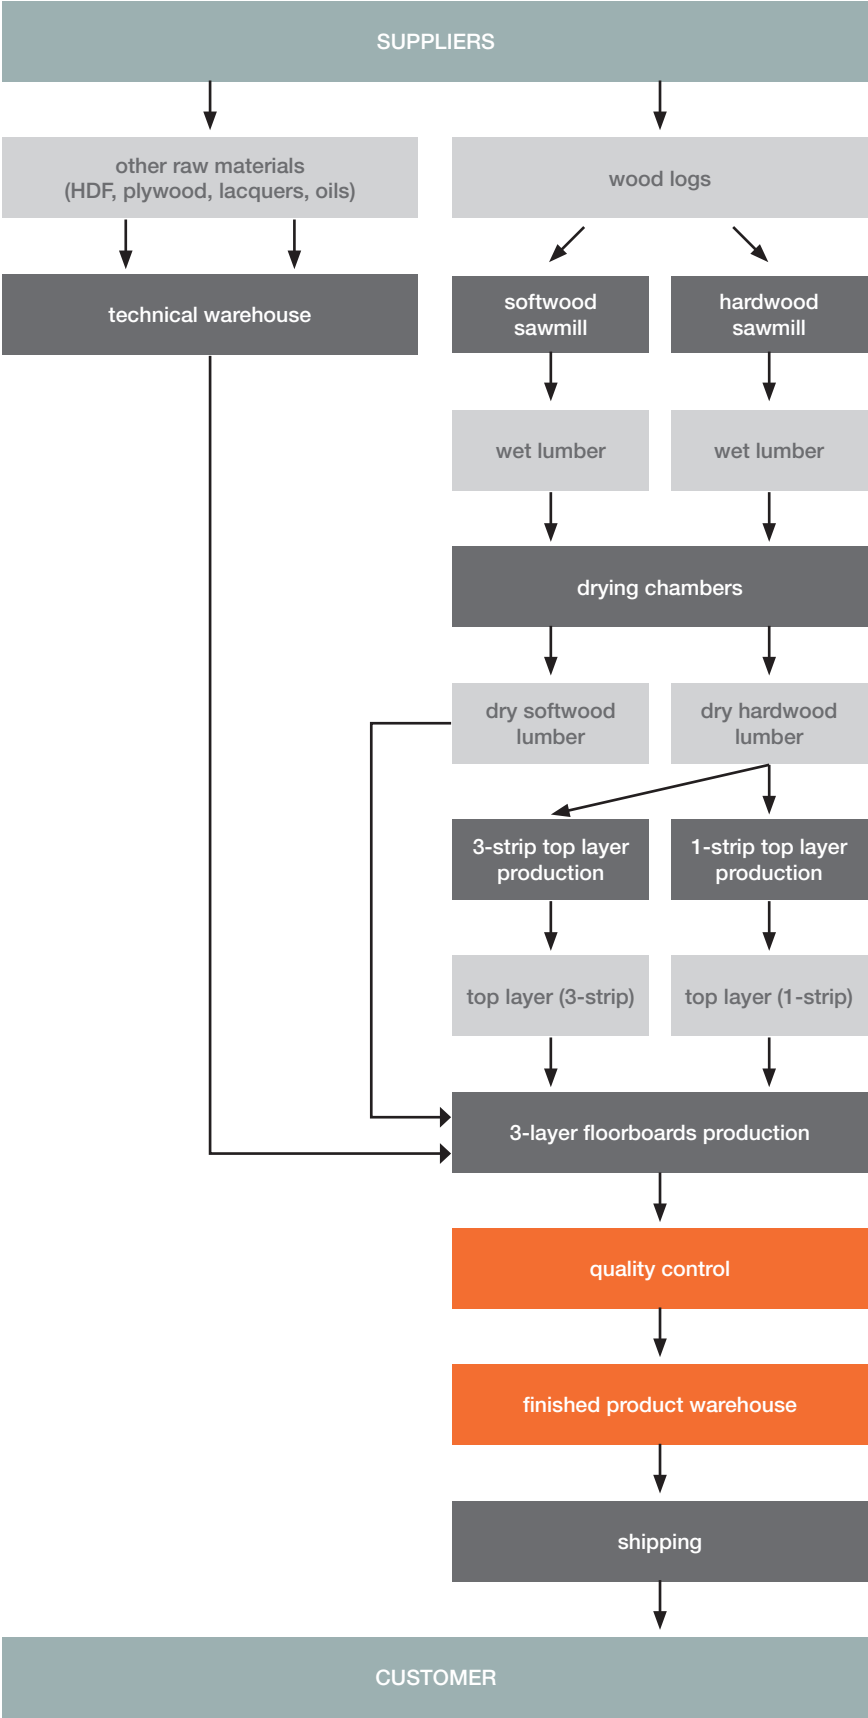 SUPPLIERS
other raw materials
(HDF, plywood, lacquers, oils)
wood logs
technical warehouse
softwood
sawmill
hardwood
sawmill
wet lumber
wet lumber
drying chambers
dry softwood
lumber
dry hardwood
lumber
3-strip top layer
production
1-strip top layer
production
top layer (3-strip)
top layer (1-strip)
3-layer floorboards production
quality control
finished product warehouse
shipping
CUSTOMER